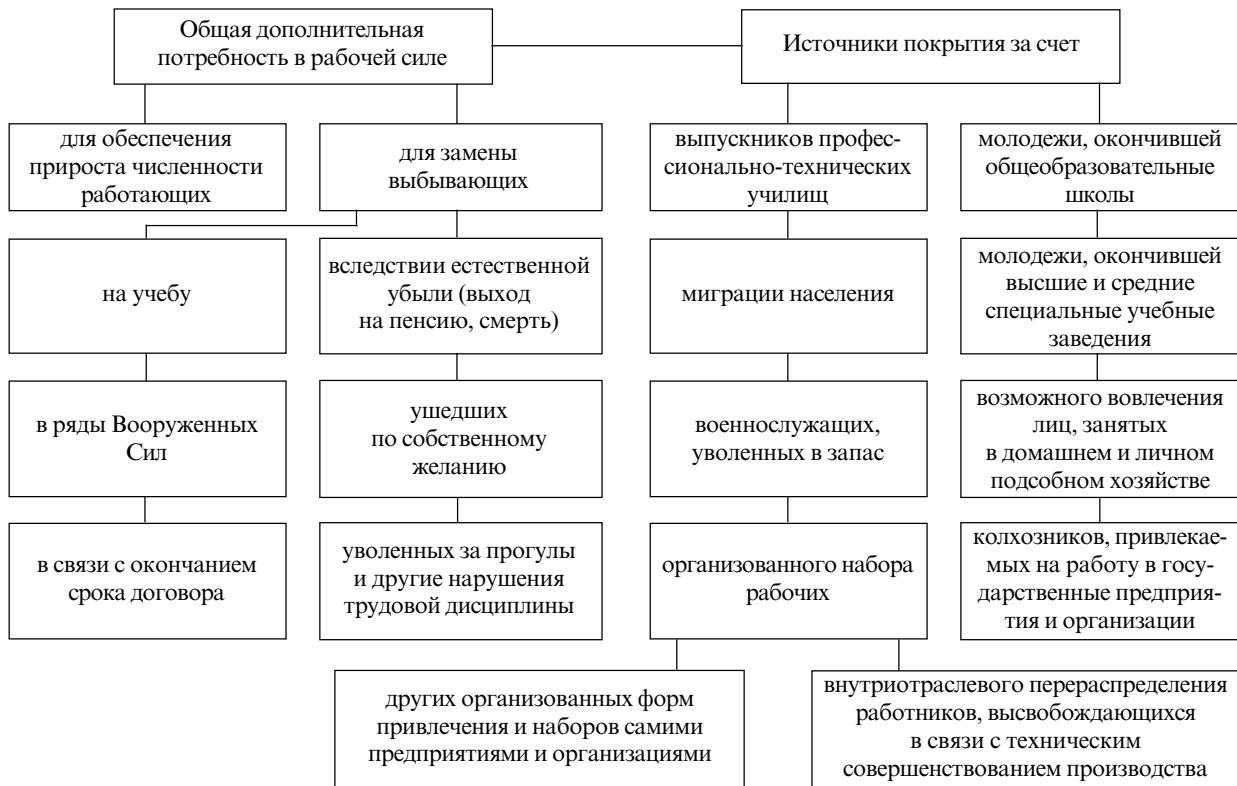 Общая дополнительная
потребность в рабочей силе
Источники покрытия за счет
для обеспечения
прироста численности
работающих
для замены
выбывающих
выпускников профес-
сионально-технических
училищ
молодежи, окончившей
общеобразовательные
школы
на учебу
вследствии естественной
убыли (выход
на пенсию, смерть)
миграции населения
молодежи, окончившей
высшие и средние
специальные учебные
заведения
в ряды Вооруженных
Сил
ушедших
по собственному
желанию
военнослужащих,
уволенных в запас
возможного вовлечения
лиц, занятых
в домашнем и личном
подсобном хозяйстве
в связи с окончанием
срока договора
уволенных за прогулы
и другие нарушения
трудовой дисциплины
организованного набора
рабочих
колхозников, привлекае-
мых на работу в госу-
дарственные предприя-
тия и организации
других организованных форм
привлечения и наборов самими
предприятиями и организациями
внутриотраслевого перераспределения
работников, высвобождающихся
в связи с техническим
совершенствованием производства